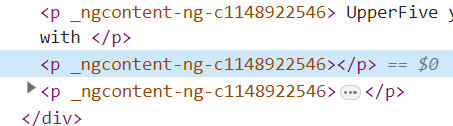 <p _ngcontent-ng-c1148922546> UpperFive y
with </p>
<p _ngcontent-ng-c1148922546></p> == $0
<p _ngcontent-ng-c1148922546>…</p>
</div>